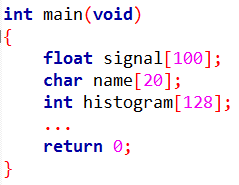 int main(void)
{
    float signal[100];
    char name[20];
    int histogram[128];
    ...
    return 0;
}